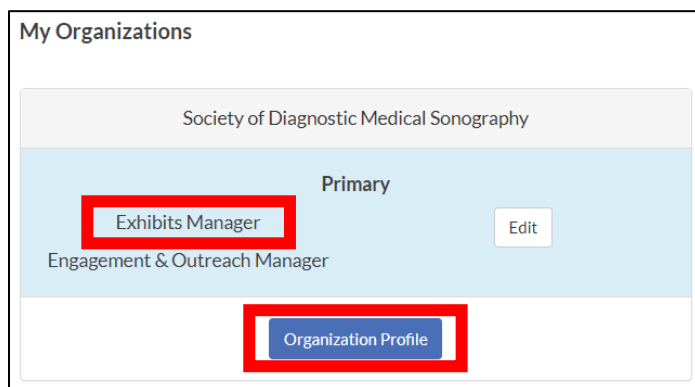 My Organizations
Society of Diagnostic Medical Sonography
Primary
Exhibits Manager
Edit
Engagement & Outreach Manager
Organization Profile